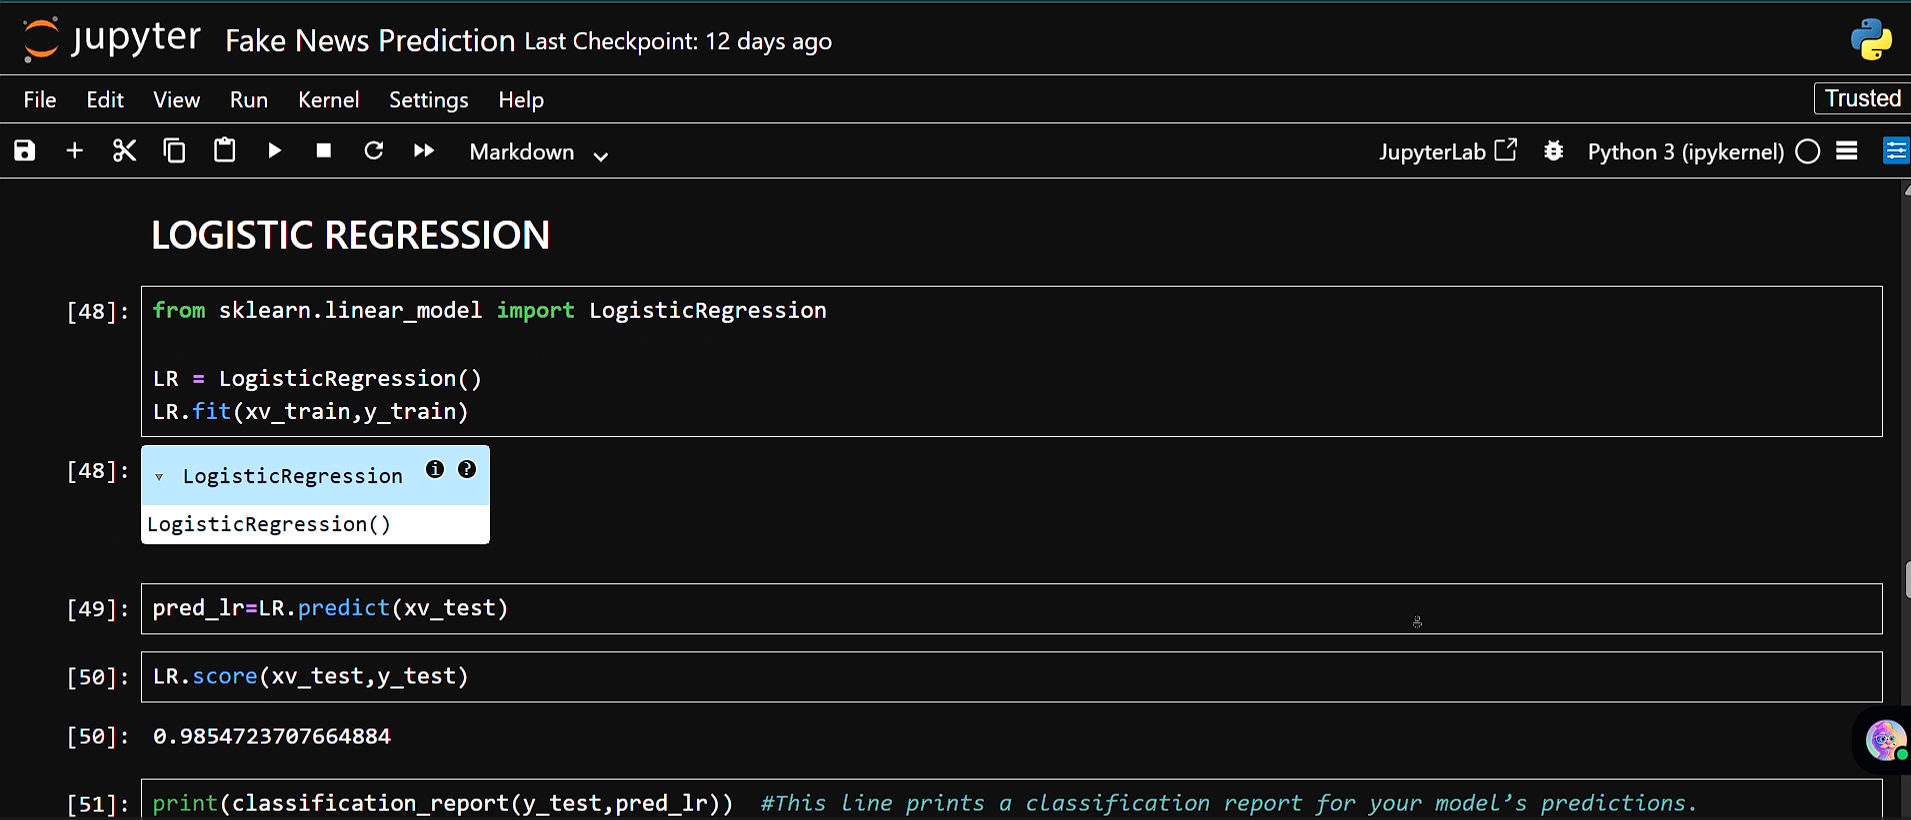 jupyter Fake News Prediction Last Checkpoint: 12 days ago
File Edit View Run Kernel Settings Help
Trusted
Markdown
JupyterLab Python 3 (ipykernel)
LOGISTIC REGRESSION
[48]: from sklearn.linear_model import LogisticRegression
LR = LogisticRegression()
LR.fit(xv_train,y_train)
[48]: LogisticRegression i ?
LogisticRegression()
[49]: pred_lr=LR.predict(xv_test)
[50]: LR.score(xv_test,y_test)
[50]: 0.9854723707664884
[51]: print(classification_report(y_test,pred_lr)) #This line prints a classification report for your model’s predictions.